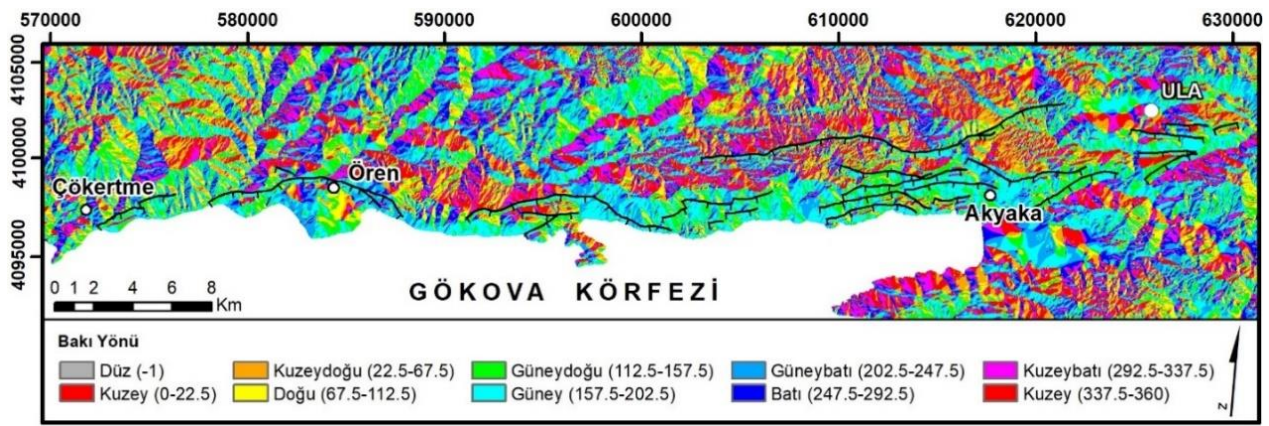 570000 580000 590000 600000 610000 620000 630000
4105000
4100000
4095000
ULA
Ören
Çökertme
Akyaka
0 1 2 4 6 8
Km
GÖKOVA KÖRFEZİ
Bakı Yönü
Düz (-1) Kuzeydoğu (22.5-67.5) Güneydoğu (112.5-157.5) Güneybatı (202.5-247.5) Kuzeybatı (292.5-337.5)
Kuzey (0-22.5) Doğu (67.5-112.5) Güney (157.5-202.5) Batı (247.5-292.5) Kuzey (337.5-360)
N